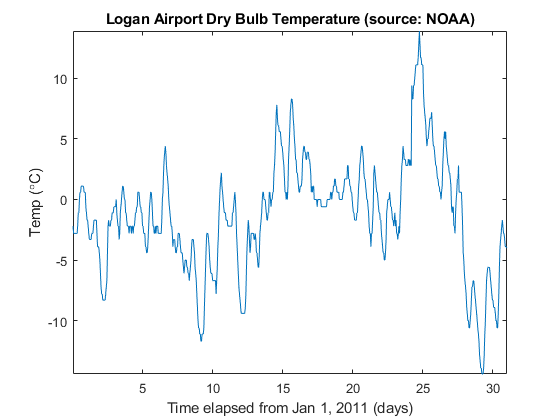 Logan Airport Dry Bulb Temperature (source: NOAA)
Temp (°C)
10
5
0
-5
-10
5 10 15 20 25 30
Time elapsed from Jan 1, 2011 (days)